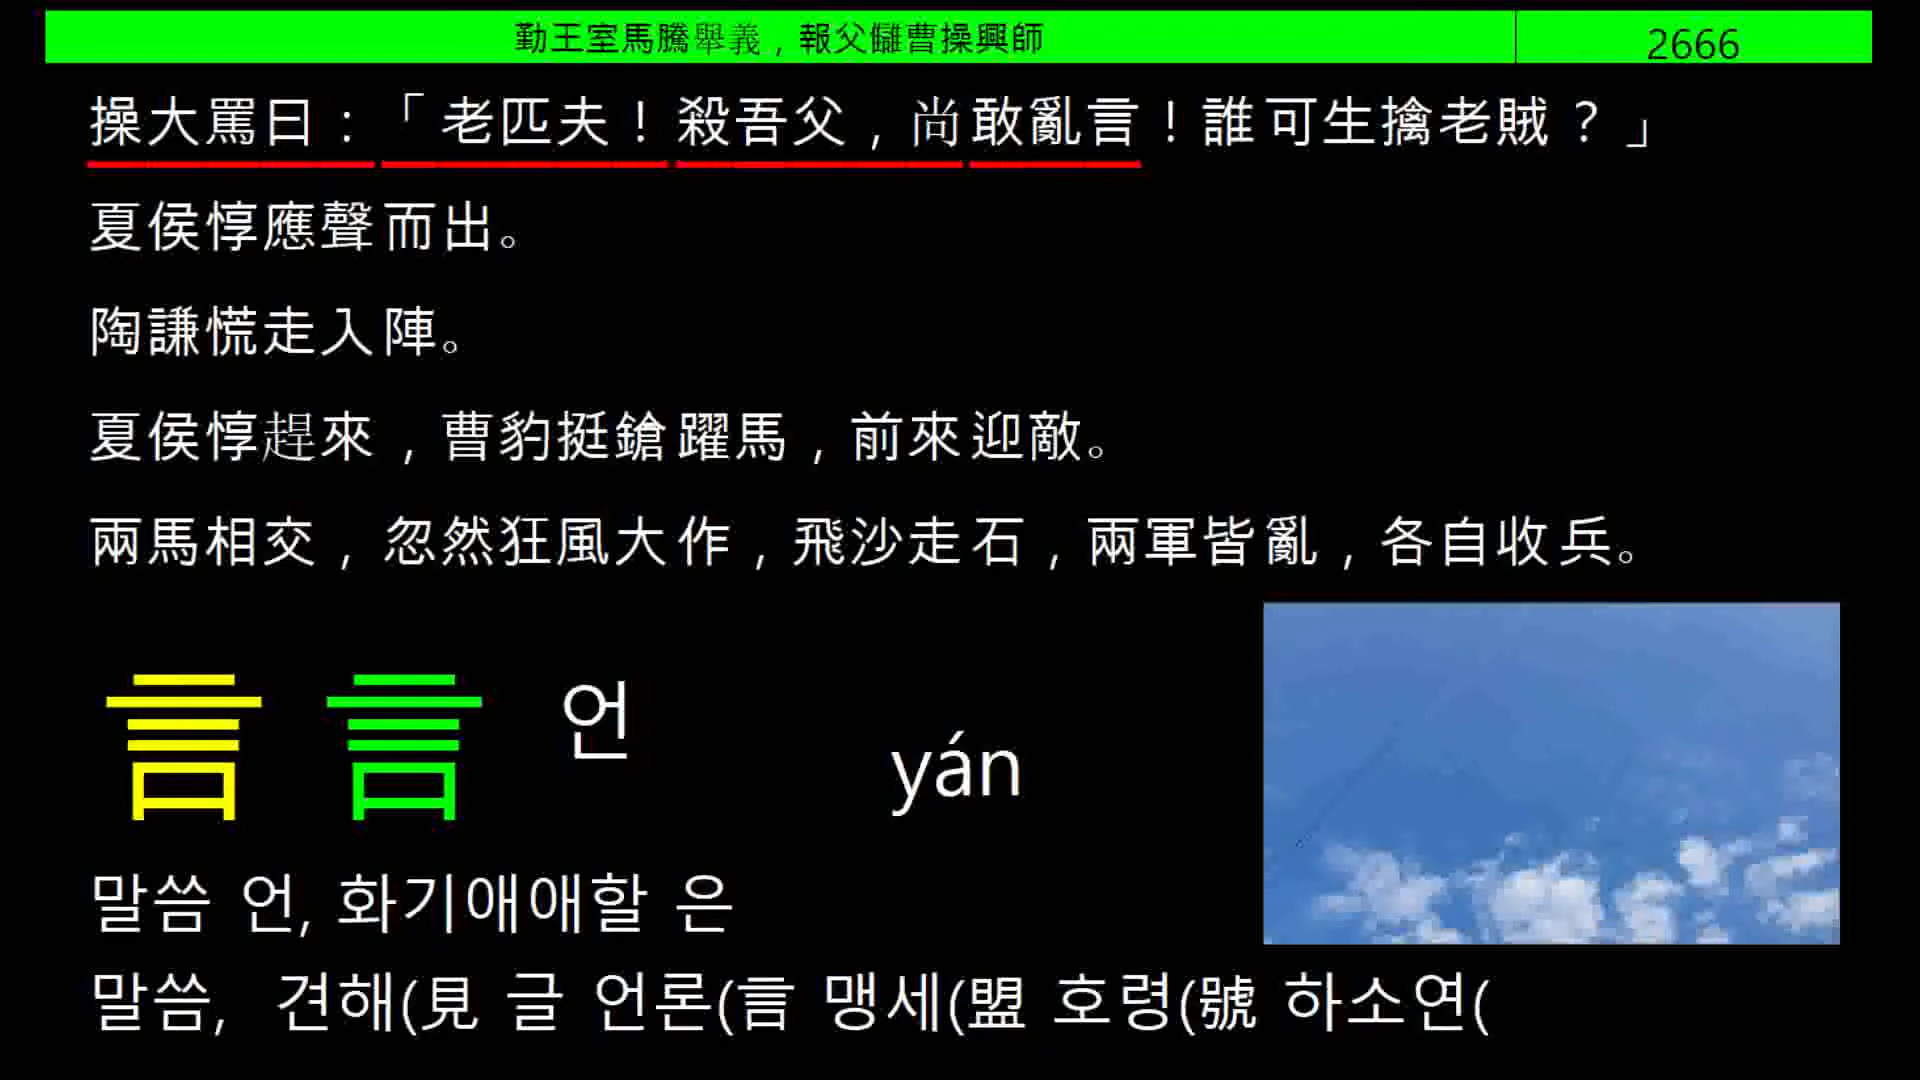 勤王室馬騰舉義，報父讎曹操興師
2666
操大罵曰：「老匹夫！殺吾父，尚敢亂言！誰可生擒老賊？」
夏侯惇應聲而出。
陶謙慌走入陣。
夏侯惇趕來，曹豹挺鎗躍馬，前來迎敵。
兩馬相交，忽然狂風大作，飛沙走石，兩軍皆亂，各自收兵。
言 言 언 yán
말씀 언, 화기애애할 은
말씀, 견해(見 글 언론(言 맹세(盟 호령(號 하소연(